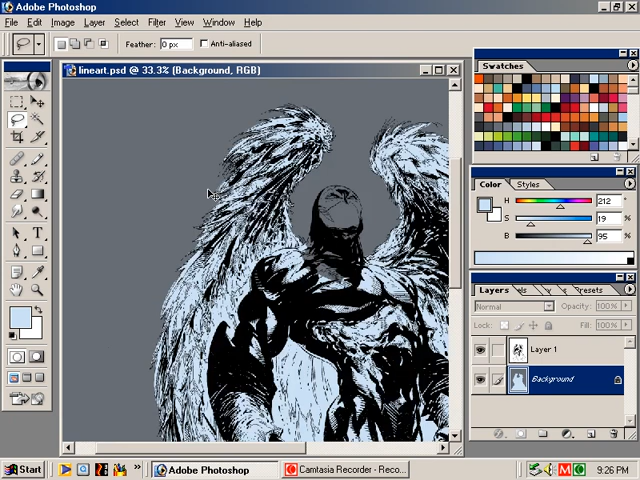 Adobe Photoshop
File Edit Image Layer Select Filter View Window Help
Feather: 0 px Anti-aliased
lineart.psd @ 33.3% (Background, RGB)
Swatches
Color Styles
H 212 °
S 19 %
B 95 %
Layers
Normal Opacity: 100%
Lock: Fill: 100%
Layer 1
Background
Start
»
Adobe Photoshop
Camtasia Recorder - Reco...
9:26 PM